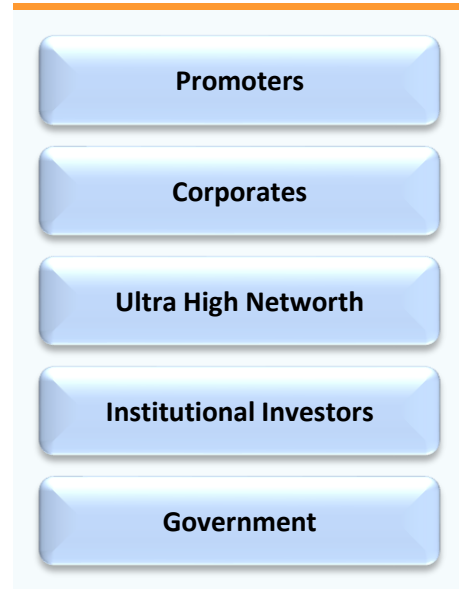 Promoters
Corporates
Ultra High Networth
Institutional Investors
Government